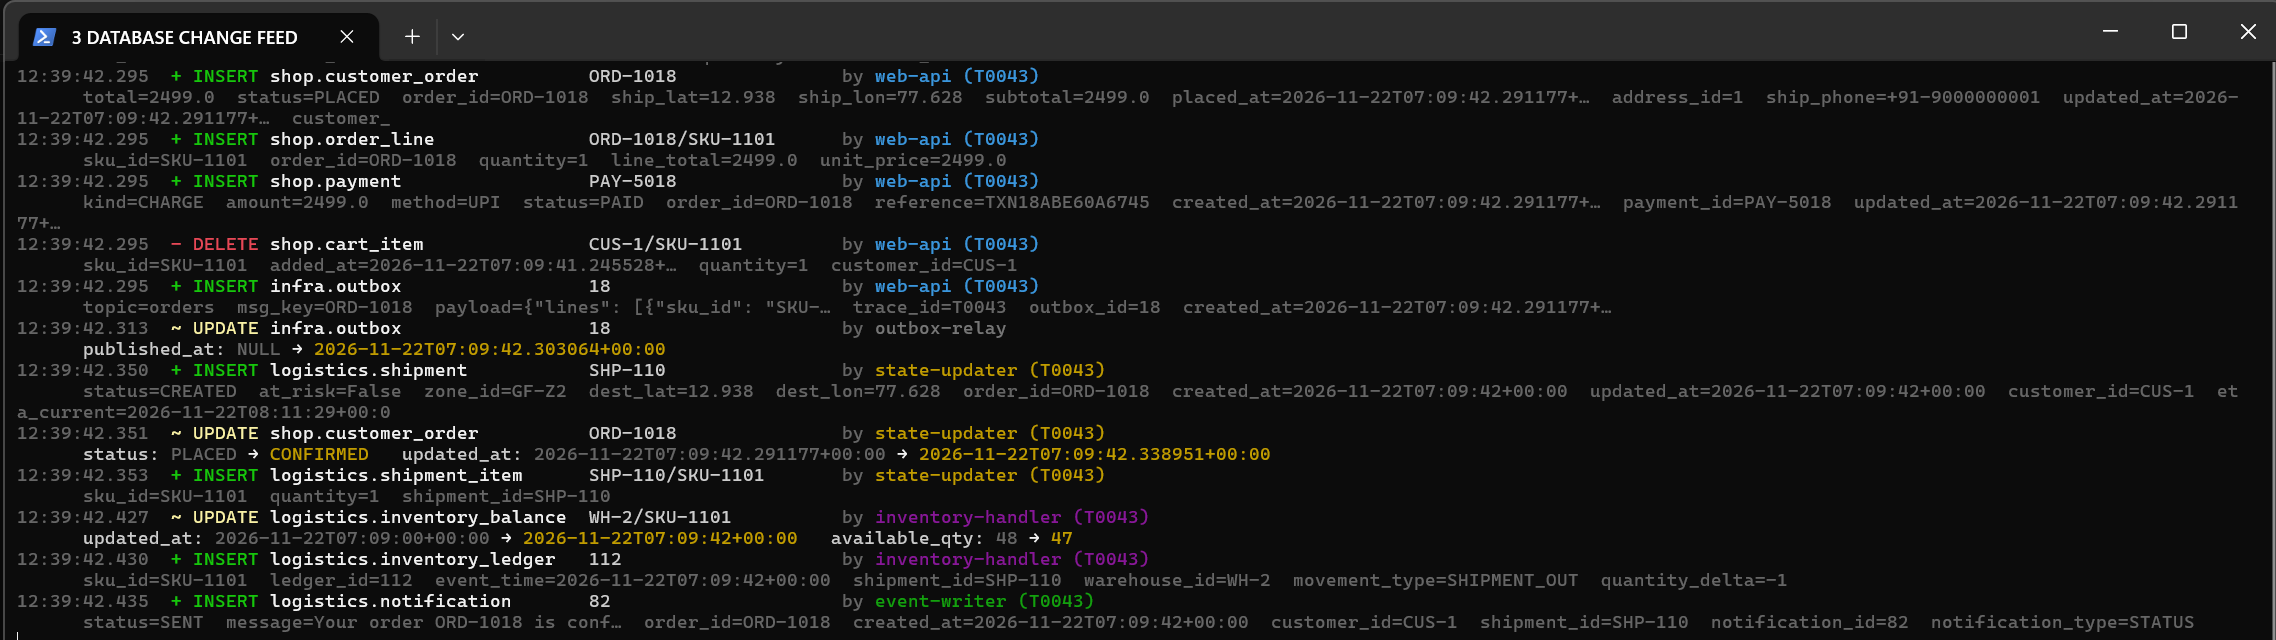 3 DATABASE CHANGE FEED
12:39:42.295 + INSERT shop.customer_order ORD-1018 by web-api (T0043)
total=2499.0 status=PLACED order_id=ORD-1018 ship_lat=12.938 ship_lon=77.628 subtotal=2499.0 placed_at=2026-11-22T07:09:42.291177+… address_id=1 ship_phone=+91-9000000001 updated_at=2026-
11-22T07:09:42.291177+… customer_
12:39:42.295 + INSERT shop.order_line ORD-1018/SKU-1101 by web-api (T0043)
sku_id=SKU-1101 order_id=ORD-1018 quantity=1 line_total=2499.0 unit_price=2499.0
12:39:42.295 + INSERT shop.payment PAY-5018 by web-api (T0043)
kind=CHARGE amount=2499.0 method=UPI status=PAID order_id=ORD-1018 reference=TXN18ABE60A6745 created_at=2026-11-22T07:09:42.291177+… payment_id=PAY-5018 updated_at=2026-11-22T07:09:42.2911
77+…
12:39:42.295 - DELETE shop.cart_item CUS-1/SKU-1101 by web-api (T0043)
sku_id=SKU-1101 added_at=2026-11-22T07:09:41.245528+… quantity=1 customer_id=CUS-1
12:39:42.295 + INSERT infra.outbox 18 by web-api (T0043)
topic=orders msg_key=ORD-1018 payload={"lines": [{"sku_id": "SKU-… trace_id=T0043 outbox_id=18 created_at=2026-11-22T07:09:42.291177+…
12:39:42.313 ~ UPDATE infra.outbox 18 by outbox-relay
published_at: NULL → 2026-11-22T07:09:42.303064+00:00
12:39:42.350 + INSERT logistics.shipment SHP-110 by state-updater (T0043)
status=CREATED at_risk=False zone_id=GF-Z2 dest_lat=12.938 dest_lon=77.628 order_id=ORD-1018 created_at=2026-11-22T07:09:42+00:00 updated_at=2026-11-22T07:09:42+00:00 customer_id=CUS-1 et
a_current=2026-11-22T08:11:29+00:0
12:39:42.351 ~ UPDATE shop.customer_order ORD-1018 by state-updater (T0043)
status: PLACED → CONFIRMED updated_at: 2026-11-22T07:09:42.291177+00:00 → 2026-11-22T07:09:42.338951+00:00
12:39:42.353 + INSERT logistics.shipment_item SHP-110/SKU-1101 by state-updater (T0043)
sku_id=SKU-1101 quantity=1 shipment_id=SHP-110
12:39:42.427 ~ UPDATE logistics.inventory_balance WH-2/SKU-1101 by inventory-handler (T0043)
updated_at: 2026-11-22T07:09:00+00:00 → 2026-11-22T07:09:42+00:00 available_qty: 48 → 47
12:39:42.430 + INSERT logistics.inventory_ledger 112 by inventory-handler (T0043)
sku_id=SKU-1101 ledger_id=112 event_time=2026-11-22T07:09:42+00:00 shipment_id=SHP-110 warehouse_id=WH-2 movement_type=SHIPMENT_OUT quantity_delta=-1
12:39:42.435 + INSERT logistics.notification 82 by event-writer (T0043)
status=SENT message=Your order ORD-1018 is conf… order_id=ORD-1018 created_at=2026-11-22T07:09:42+00:00 customer_id=CUS-1 shipment_id=SHP-110 notification_id=82 notification_type=STATUS